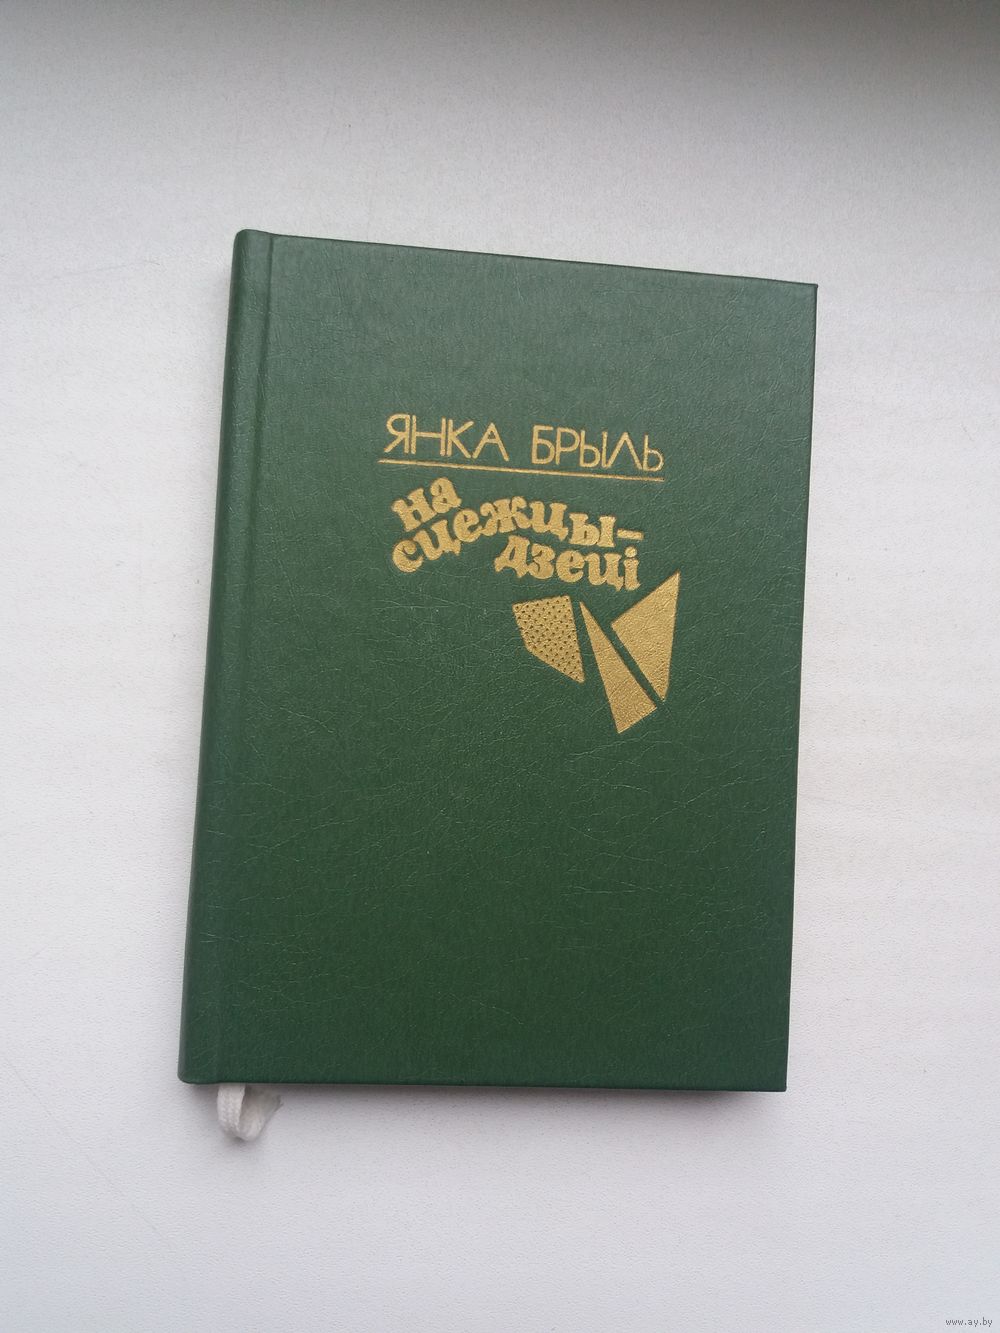 ЯНКА БРЫЛЬ
на
сцежцы-
дзеці
www.ay.by